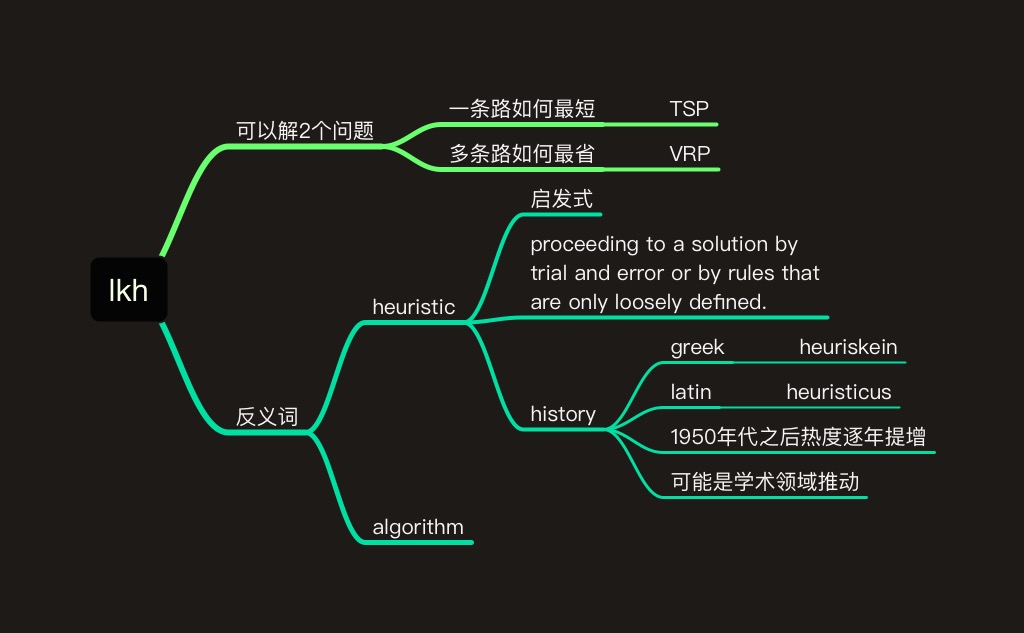 lkh
可以解2个问题
一条路如何最短
TSP
多条路如何最省
VRP
反义词
heuristic
启发式
proceeding to a solution by
trial and error or by rules that
are only loosely defined.
history
greek
heuriskein
latin
heuristicus
1950年代之后热度逐年提增
可能是学术领域推动
algorithm